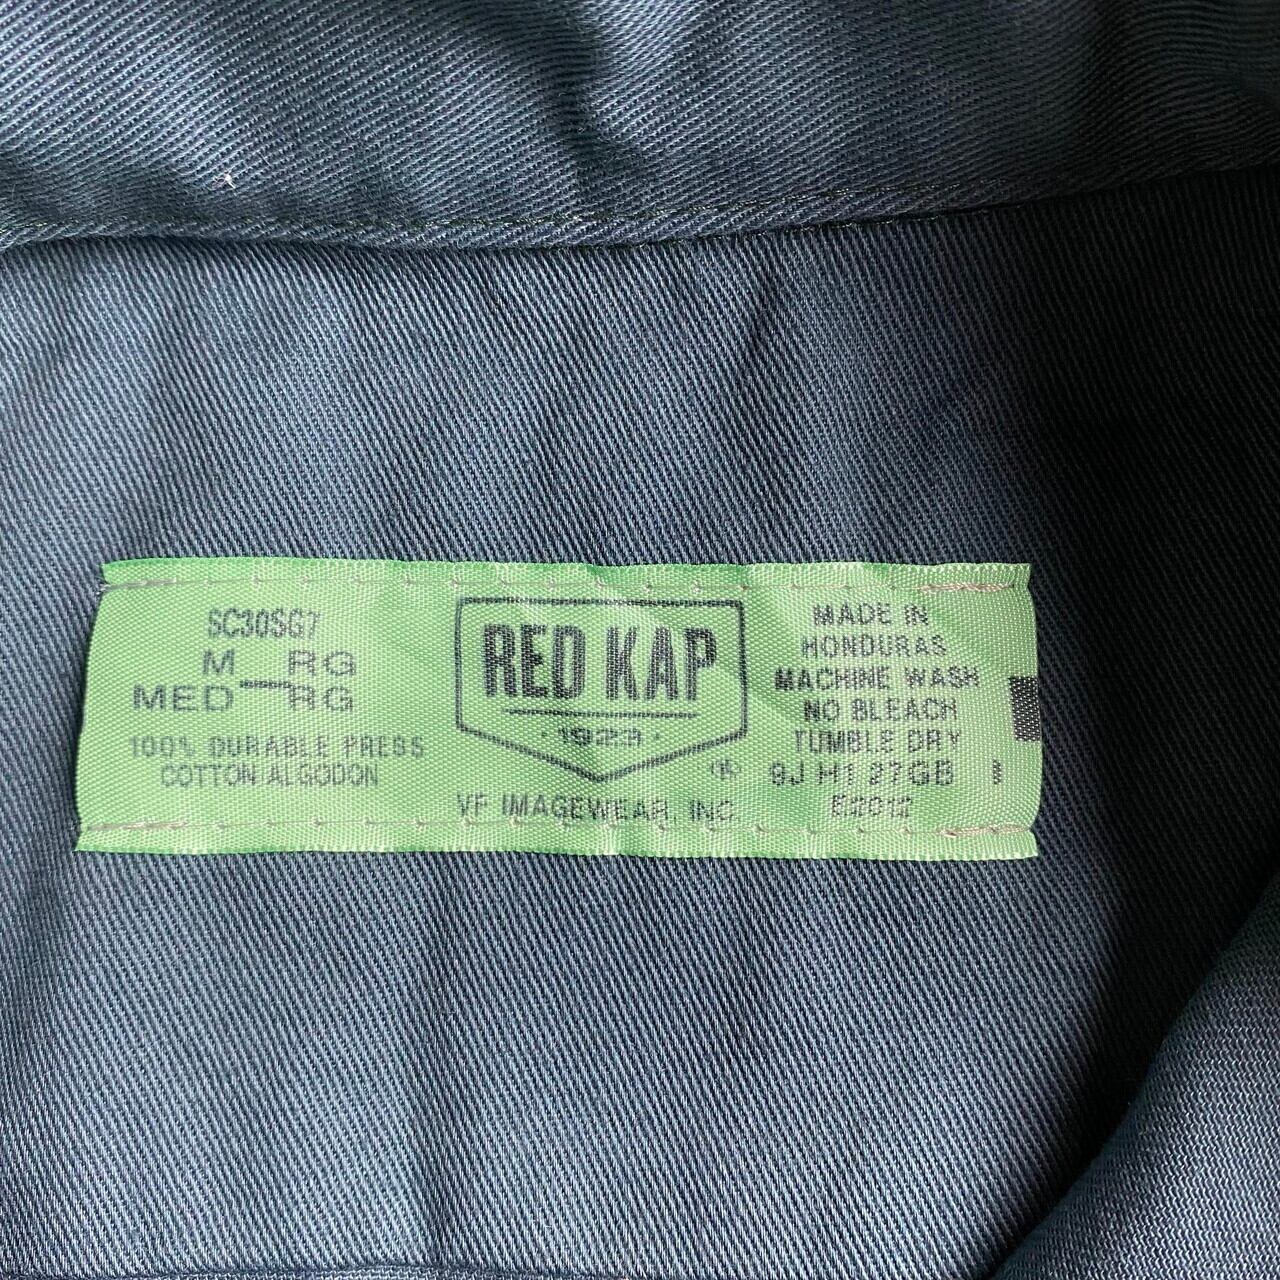 SC30SG7
M RG
MED RG
100% DURABLE PRESS
COTTON ALGODON
RED KAP
· 1923 ·
VF IMAGEWEAR, INC
MADE IN
HONDURAS
MACHINE WASH
NO BLEACH
TUMBLE DRY
9J H1 27GB
E2012